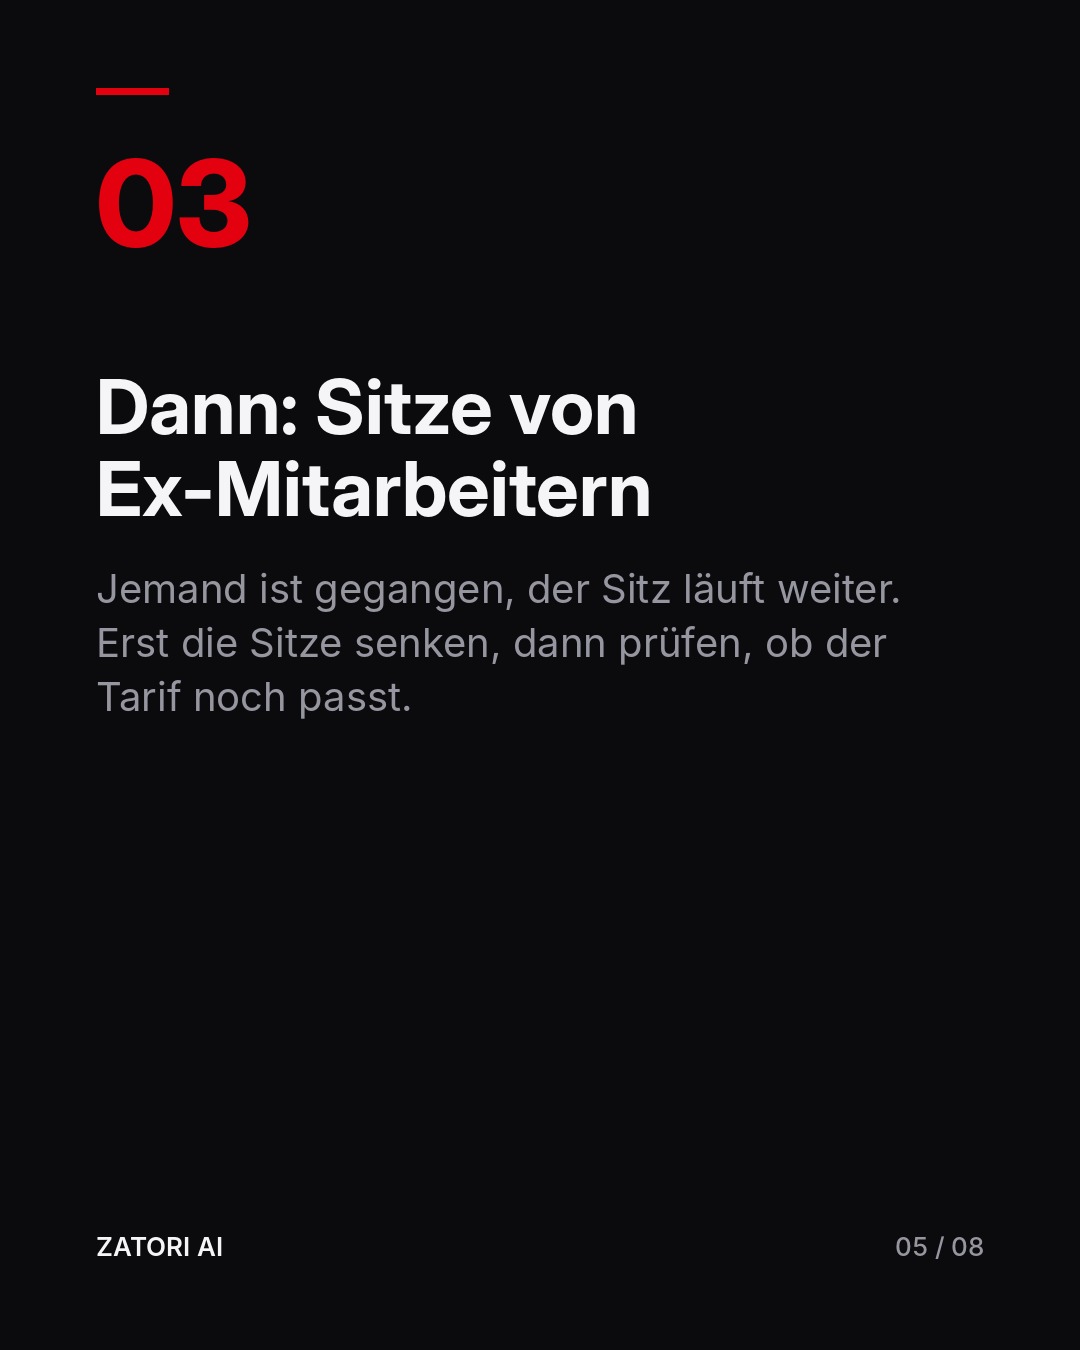 03
Dann: Sitze von
Ex-Mitarbeitern
Jemand ist gegangen, der Sitz läuft weiter.
Erst die Sitze senken, dann prüfen, ob der
Tarif noch passt.
ZATORI AI
05 / 08